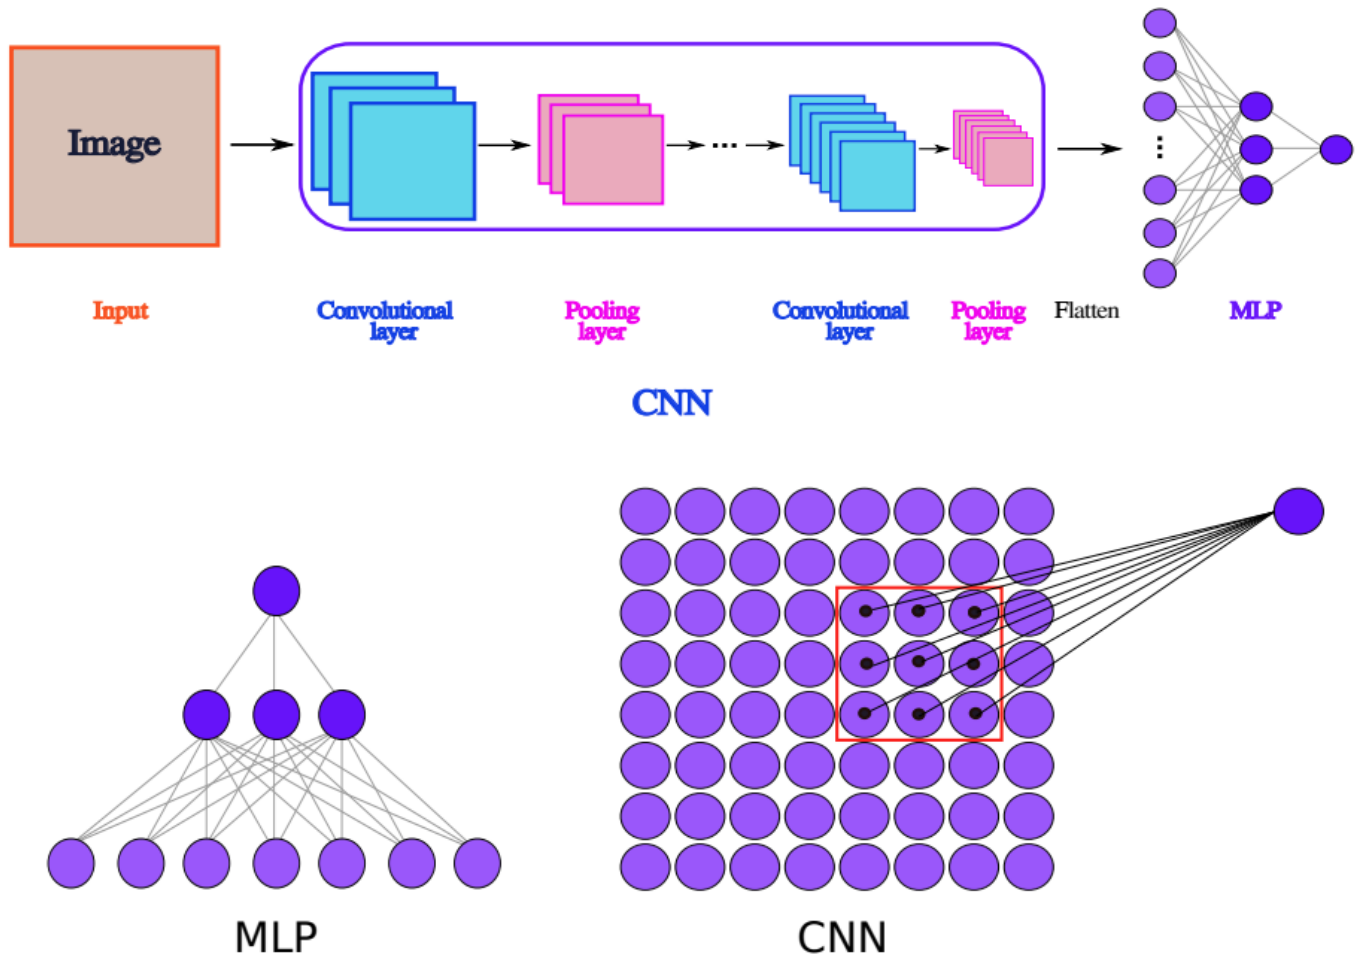 Image
...
⋮
Input
Convolutional
layer
Pooling
layer
Convolutional
layer
Pooling
layer
Flatten
MLP
CNN
MLP
CNN